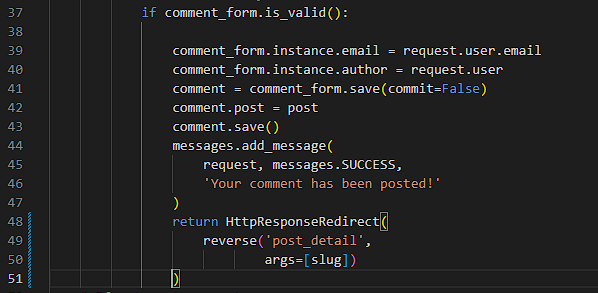 37 if comment_form.is_valid():
38
39 comment_form.instance.email = request.user.email
40 comment_form.instance.author = request.user
41 comment = comment_form.save(commit=False)
42 comment.post = post
43 comment.save()
44 messages.add_message(
45 request, messages.SUCCESS,
46 'Your comment has been posted!'
47 )
48 return HttpResponseRedirect(
49 reverse('post_detail',
50 args=[slug])
51 )